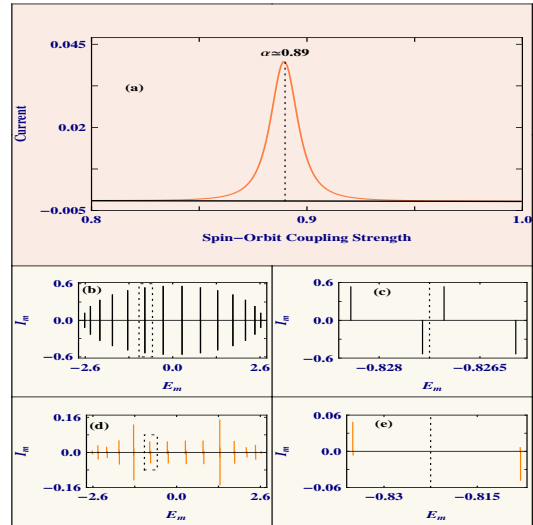 α≃0.89
0.045
(a)
Current
0.02
−0.005
0.8
0.9
1.0
Spin−Orbit Coupling Strength
0.6
(b)
I_m
0.0
−0.6
−2.6
0.0
2.6
E_m
0.6
(c)
I_m
0.0
−0.6
−0.828
−0.8265
E_m
0.16
(d)
I_m
0.0
−0.16
−2.6
0.0
2.6
E_m
0.06
(e)
I_m
0.0
−0.06
−0.83
−0.815
E_m